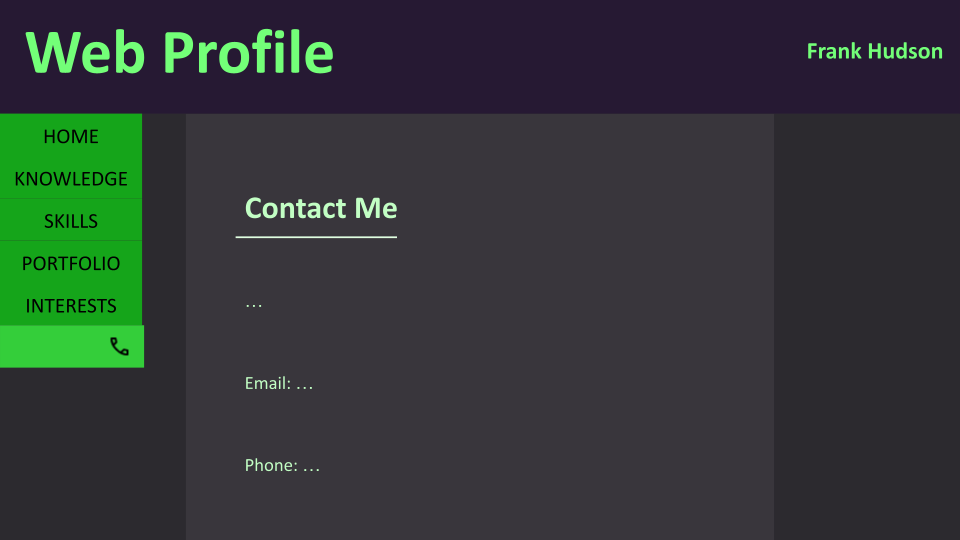 Web Profile
Frank Hudson
HOME
KNOWLEDGE
SKILLS
PORTFOLIO
INTERESTS
Contact Me
…
Email: …
Phone: …